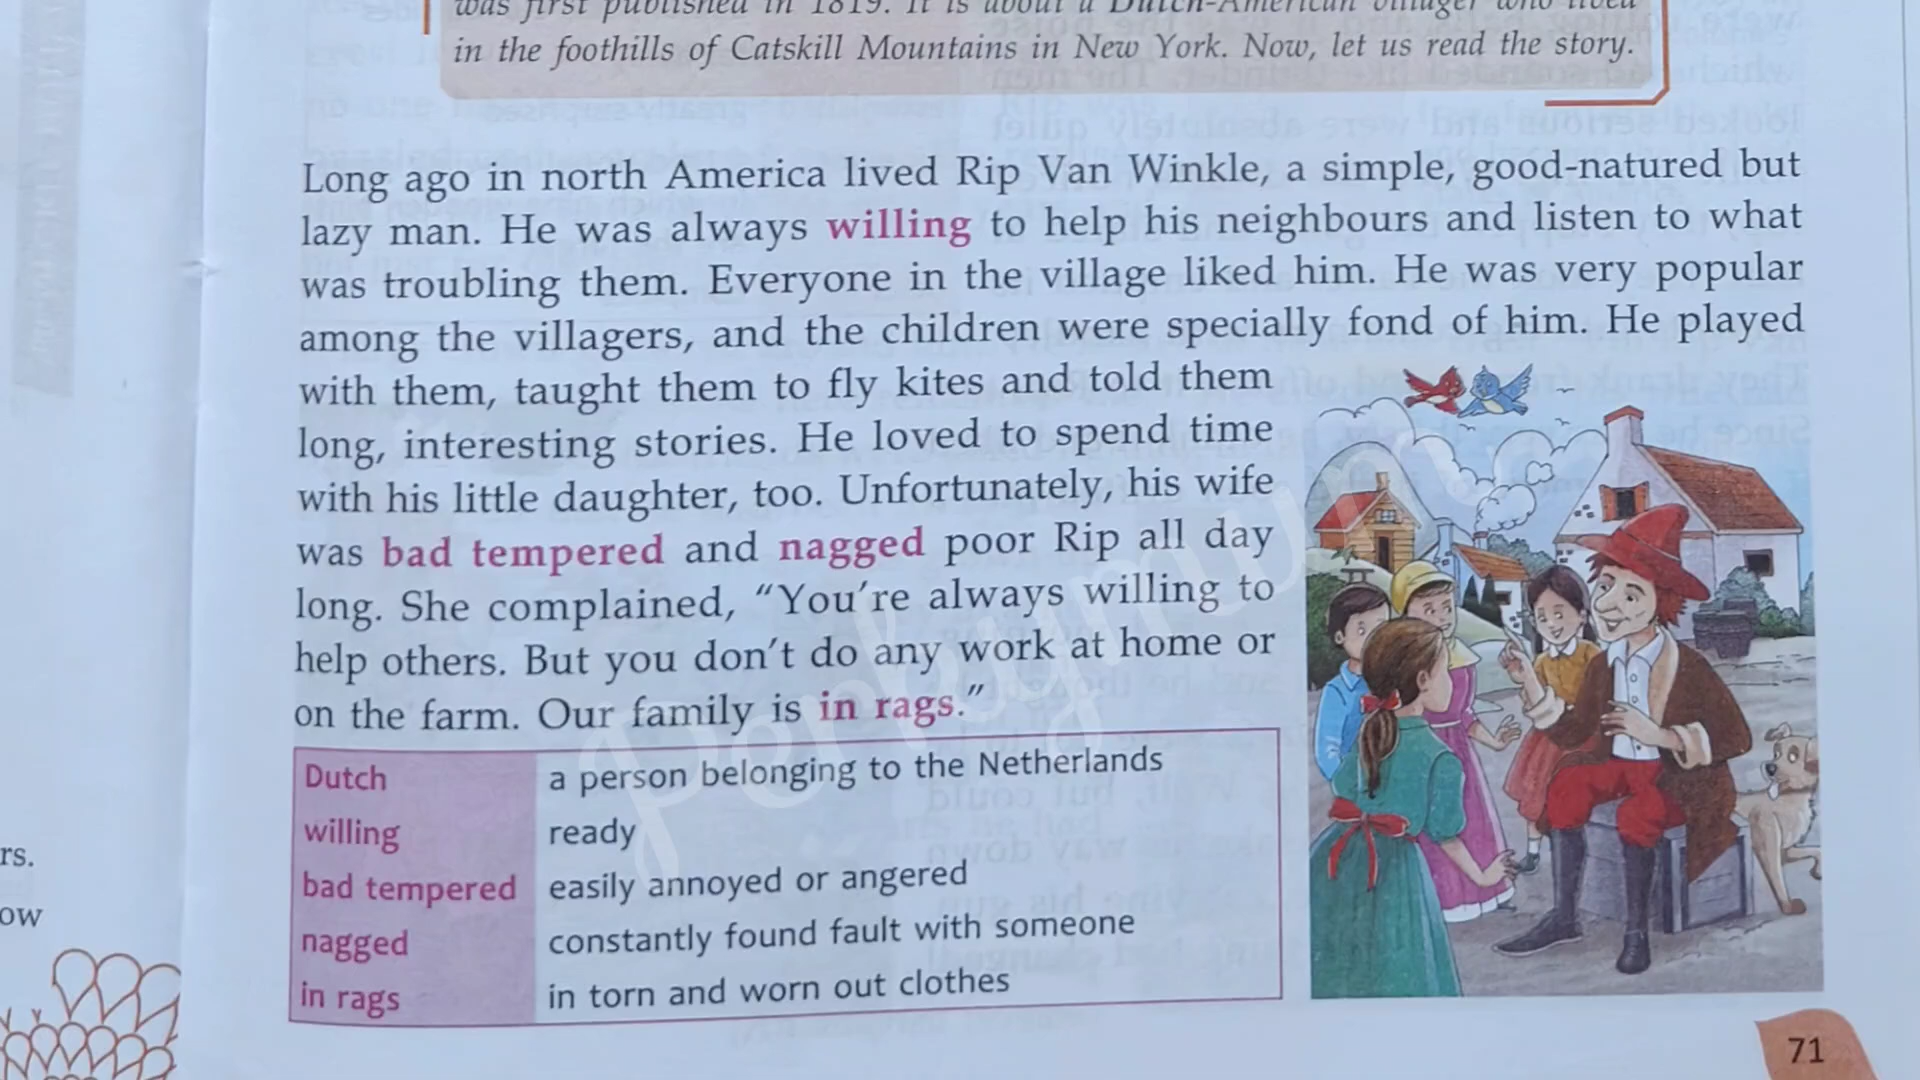 was first published in 1819. It is about a Dutch-American villager who lived
in the foothills of Catskill Mountains in New York. Now, let us read the story.
Long ago in north America lived Rip Van Winkle, a simple, good-natured but
lazy man. He was always willing to help his neighbours and listen to what
was troubling them. Everyone in the village liked him. He was very popular
among the villagers, and the children were specially fond of him. He played
with them, taught them to fly kites and told them
long, interesting stories. He loved to spend time
with his little daughter, too. Unfortunately, his wife
was bad tempered and nagged poor Rip all day
long. She complained, “You’re always willing to
help others. But you don’t do any work at home or
on the farm. Our family is in rags.”
Dutch a person belonging to the Netherlands
willing ready
bad tempered easily annoyed or angered
nagged constantly found fault with someone
in rags in torn and worn out clothes
rs.
ow
71